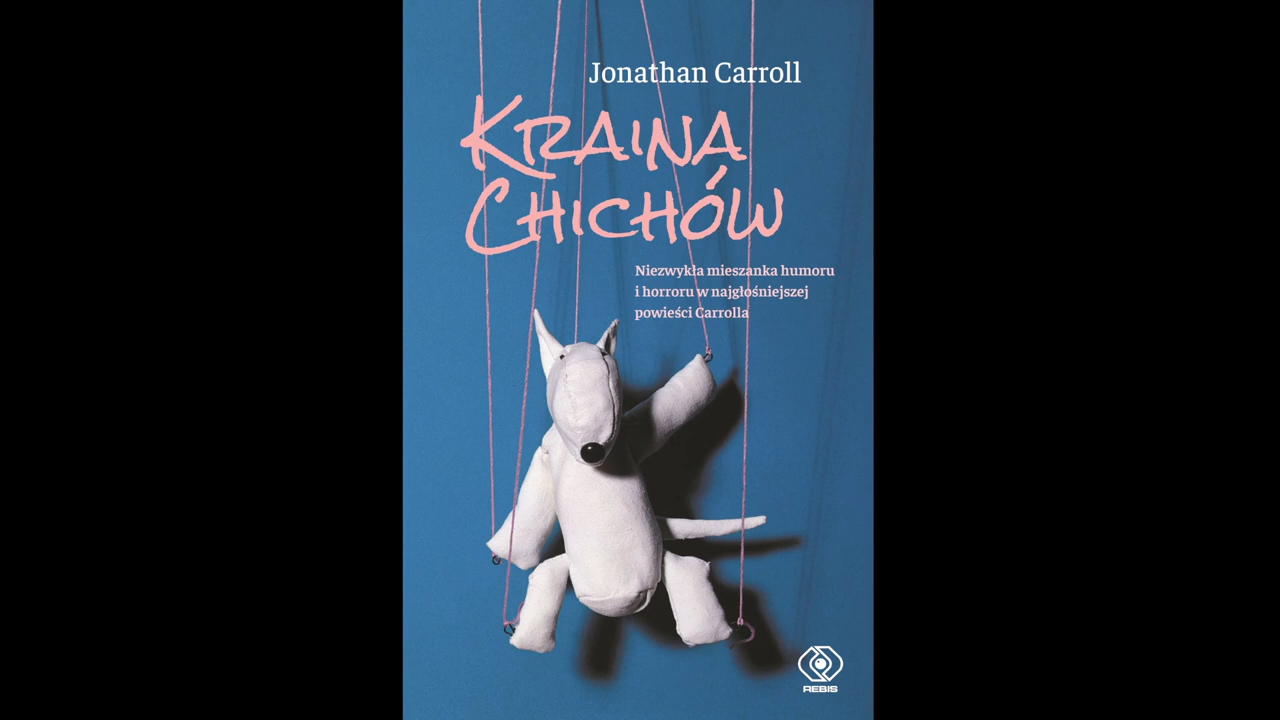 Jonathan Carroll
Kraina
Chichów
Niezwykła mieszanka humoru
i horroru w najgłośniejszej
powieści Carrolla
REBIS